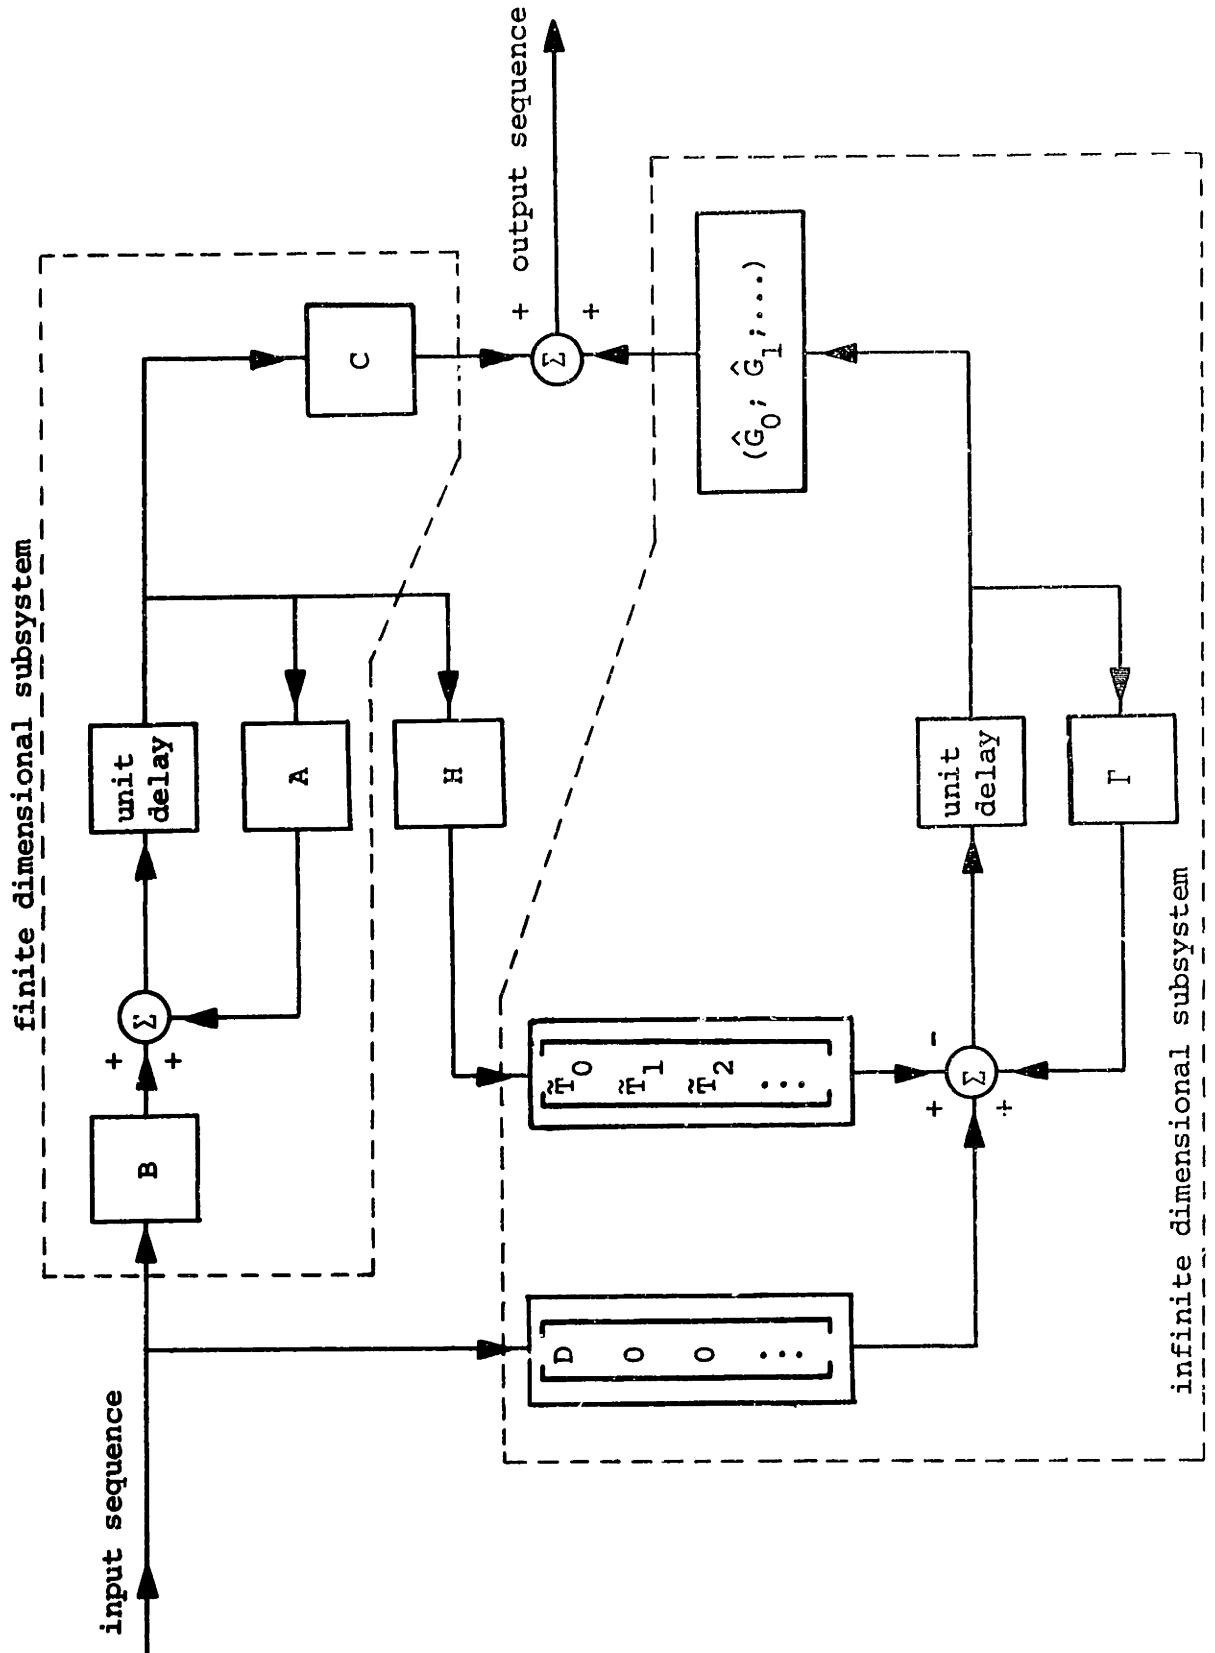 finite dimensional subsystem
input sequence
B
+
+
Σ
unit
delay
A
C
H
+
output sequence
Σ
+
D
0
0
...
T̃0
T̃1
T̃2
...
-
+
Σ
+
unit
delay
Γ
(Ĝ0; Ĝ1;...)
infinite dimensional subsystem